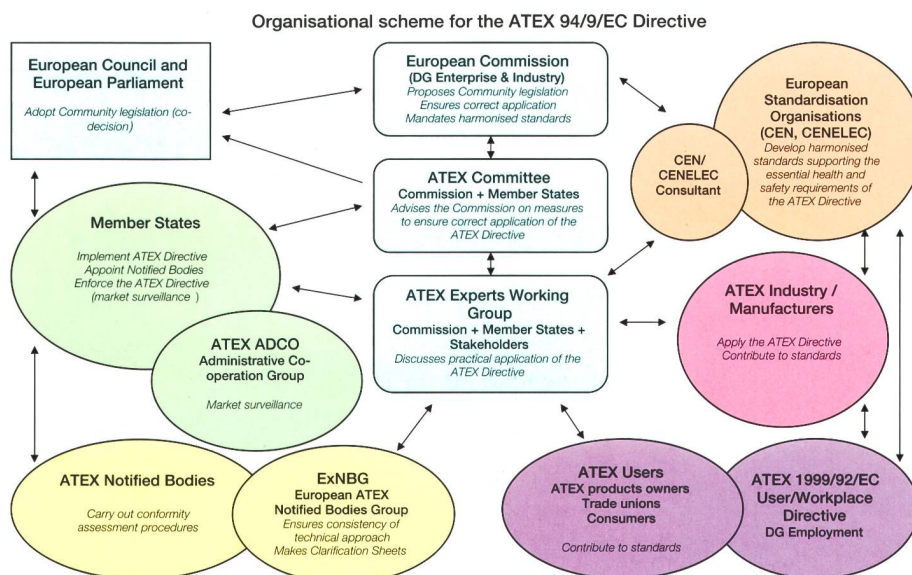 Organisational scheme for the ATEX 94/9/EC Directive
European Council and
European Parliament
Adopt Community legislation (co-
decision)
European Commission
(DG Enterprise & Industry)
Proposes Community legislation
Ensures correct application
Mandates harmonised standards
European
Standardisation
Organisations
(CEN, CENELEC)
Develop harmonised
standards supporting the
essential health and
safety requirements of
the ATEX Directive
CEN/
CENELEC
Consultant
ATEX Committee
Commission + Member States
Advises the Commission on measures
to ensure correct application of the
ATEX Directive
Member States
Implement ATEX Directive
Appoint Notified Bodies
Enforce the ATEX Directive
(market surveillance )
ATEX ADCO
Administrative Co-
operation Group
Market surveillance
ATEX Experts Working
Group
Commission + Member States +
Stakeholders
Discusses practical application of the
ATEX Directive
ATEX Industry /
Manufacturers
Apply the ATEX Directive
Contribute to standards
ATEX Notified Bodies
Carry out conformity
assessment procedures
ExNBG
European ATEX
Notified Bodies Group
Ensures consistency of
technical approach
Makes Clarification Sheets
ATEX Users
ATEX products owners
Trade unions
Consumers
Contribute to standards
ATEX 1999/92/EC
User/Workplace
Directive
DG Employment